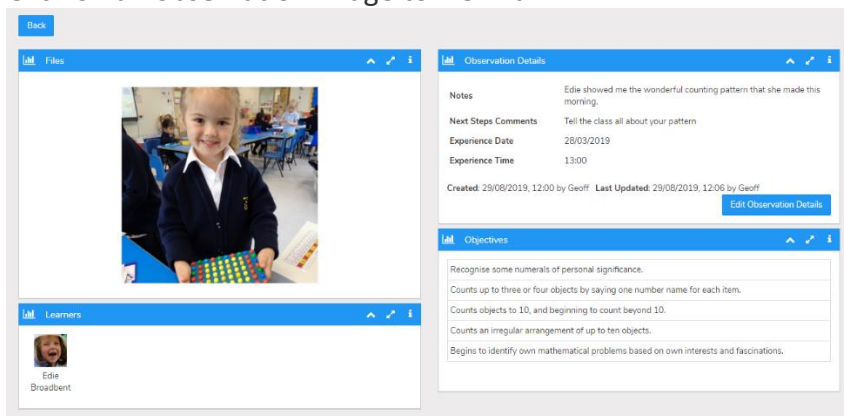 Back
Files
Learners
Edie
Broadbent
Observation Details
Notes
Edie showed me the wonderful counting pattern that she made this
morning.
Next Steps Comments Tell the class all about your pattern
Experience Date 28/03/2019
Experience Time 13:00
Created: 29/08/2019, 12:00 by Geoff Last Updated: 29/08/2019, 12:06 by Geoff
Edit Observation Details
Objectives
Recognise some numerals of personal significance.
Counts up to three or four objects by saying one number name for each item.
Counts objects to 10, and beginning to count beyond 10.
Counts an irregular arrangement of up to ten objects.
Begins to identify own mathematical problems based on own interests and fascinations.